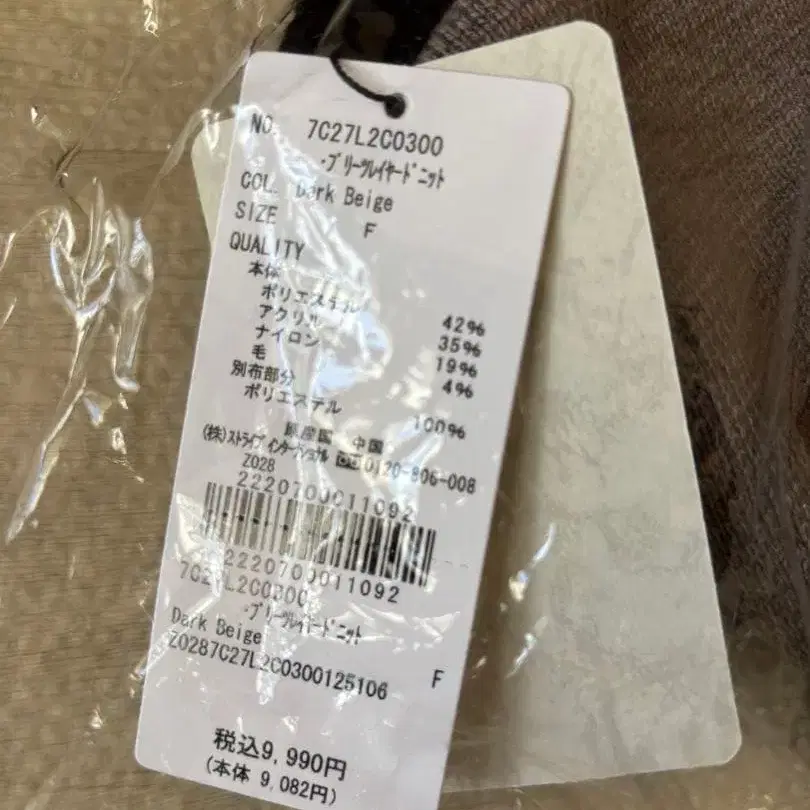 NO. 7C27L2C0300
・プリーツレイヤードニット
COL. Dark Beige
SIZE F
QUALITY
本体
ポリエステル 42%
アクリル 35%
ナイロン 19%
毛 4%
別布部分
ポリエステル 100%
原産国 中国
(株)ストライプインターナショナル 0120-806-008
Z028
2220700011092
2220700011092
7C27L2C0300
・プリーツレイヤードニット
Dark Beige F
Z0287C27L2C0300125106
税込9,990円
(本体 9,082円)